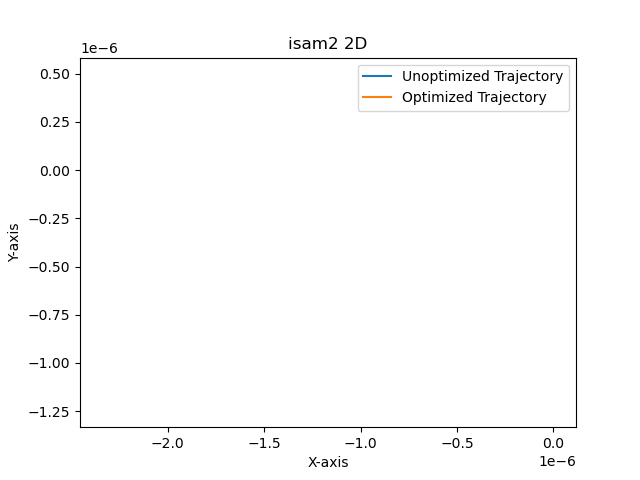 isam2 2D
1e−6
Unoptimized Trajectory
Optimized Trajectory
0.50
0.25
0.00
−0.25
−0.50
−0.75
−1.00
−1.25
Y-axis
−2.0 −1.5 −1.0 −0.5 0.0
X-axis
1e−6